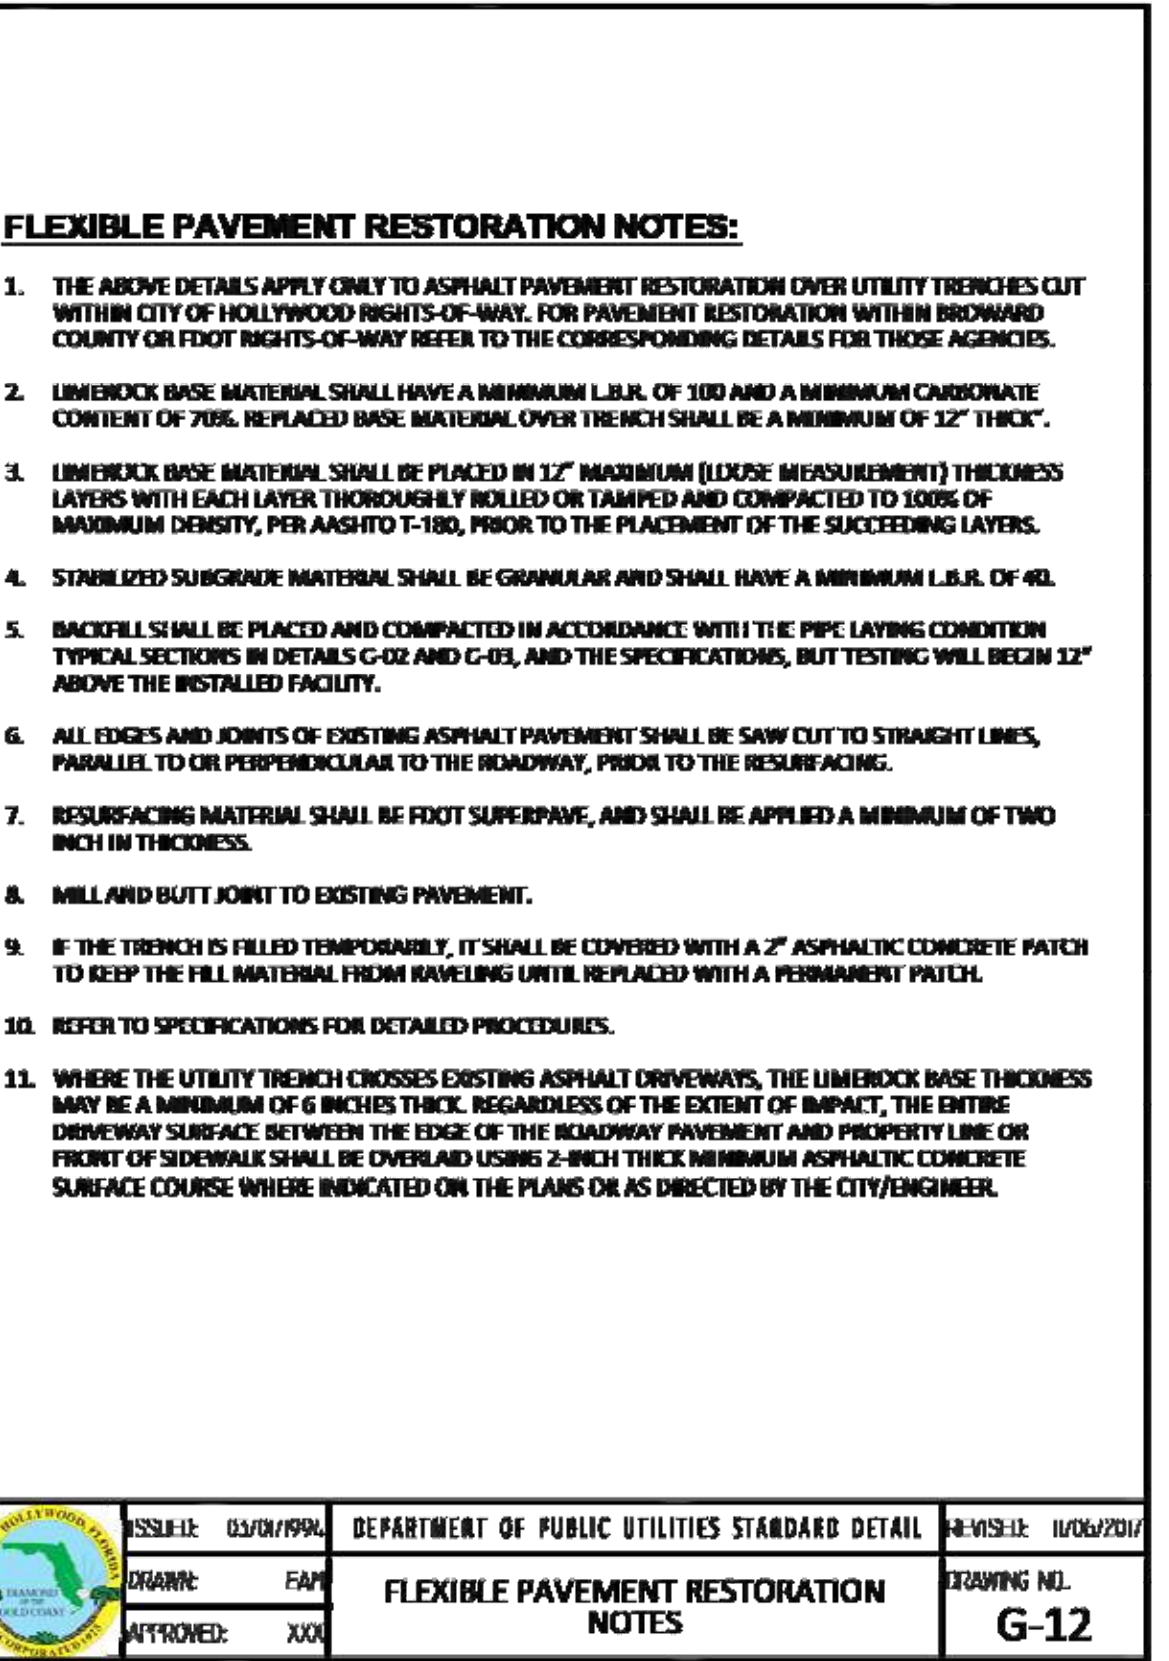 FLEXIBLE PAVEMENT RESTORATION NOTES:
1. THE ABOVE DETAILS APPLY ONLY TO ASPHALT PAVEMENT RESTORATION OVER UTILITY TRENCHES CUT
WITHIN CITY OF HOLLYWOOD RIGHTS-OF-WAY. FOR PAVEMENT RESTORATION WITHIN BROWARD
COUNTY OR FDOT RIGHTS-OF-WAY REFER TO THE CORRESPONDING DETAILS FOR THOSE AGENCIES.
2. LIMEROCK BASE MATERIAL SHALL HAVE A MINIMUM L.B.R. OF 100 AND A MINIMUM CARBONATE
CONTENT OF 70%. REPLACED BASE MATERIAL OVER TRENCH SHALL BE A MINIMUM OF 12" THICK".
3. LIMEROCK BASE MATERIAL SHALL BE PLACED IN 12" MAXIMUM (LOOSE MEASUREMENT) THICKNESS
LAYERS WITH EACH LAYER THOROUGHLY ROLLED OR TAMPED AND COMPACTED TO 100% OF
MAXIMUM DENSITY, PER AASHTO T-180, PRIOR TO THE PLACEMENT OF THE SUCCEEDING LAYERS.
4. STABILIZED SUBGRADE MATERIAL SHALL BE GRANULAR AND SHALL HAVE A MINIMUM L.B.R. OF 40.
5. BACKFILL SHALL BE PLACED AND COMPACTED IN ACCORDANCE WITH THE PIPE LAYING CONDITION
TYPICAL SECTIONS IN DETAILS G-02 AND G-03, AND THE SPECIFICATIONS, BUT TESTING WILL BEGIN 12"
ABOVE THE INSTALLED FACILITY.
6. ALL EDGES AND JOINTS OF EXISTING ASPHALT PAVEMENT SHALL BE SAW CUT TO STRAIGHT LINES,
PARALLEL TO OR PERPENDICULAR TO THE ROADWAY, PRIOR TO THE RESURFACING.
7. RESURFACING MATERIAL SHALL BE FDOT SUPERPAVE, AND SHALL BE APPLIED A MINIMUM OF TWO
INCH IN THICKNESS.
8. MILL AND BUTT JOINT TO EXISTING PAVEMENT.
9. IF THE TRENCH IS FILLED TEMPORARILY, IT SHALL BE COVERED WITH A 2" ASPHALTIC CONCRETE PATCH
TO KEEP THE FILL MATERIAL FROM RAVELING UNTIL REPLACED WITH A PERMANENT PATCH.
10. REFER TO SPECIFICATIONS FOR DETAILED PROCEDURES.
11. WHERE THE UTILITY TRENCH CROSSES EXISTING ASPHALT DRIVEWAYS, THE LIMEROCK BASE THICKNESS
MAY BE A MINIMUM OF 6 INCHES THICK. REGARDLESS OF THE EXTENT OF IMPACT, THE ENTIRE
DRIVEWAY SURFACE BETWEEN THE EDGE OF THE ROADWAY PAVEMENT AND PROPERTY LINE OR
FRONT OF SIDEWALK SHALL BE OVERLAID USING 2-INCH THICK MINIMUM ASPHALTIC CONCRETE
SURFACE COURSE WHERE INDICATED ON THE PLANS OR AS DIRECTED BY THE CITY/ENGINEER.
HOLLYWOOD, FLORIDA
DIAMOND
OF THE
GOLD COAST
ISSUED: 03/01/1994
DRAWN: EAM
APPROVED: XXX
DEPARTMENT OF PUBLIC UTILITIES STANDARD DETAIL
FLEXIBLE PAVEMENT RESTORATION
NOTES
REVISED: 11/06/2017
DRAWING NO.
G-12